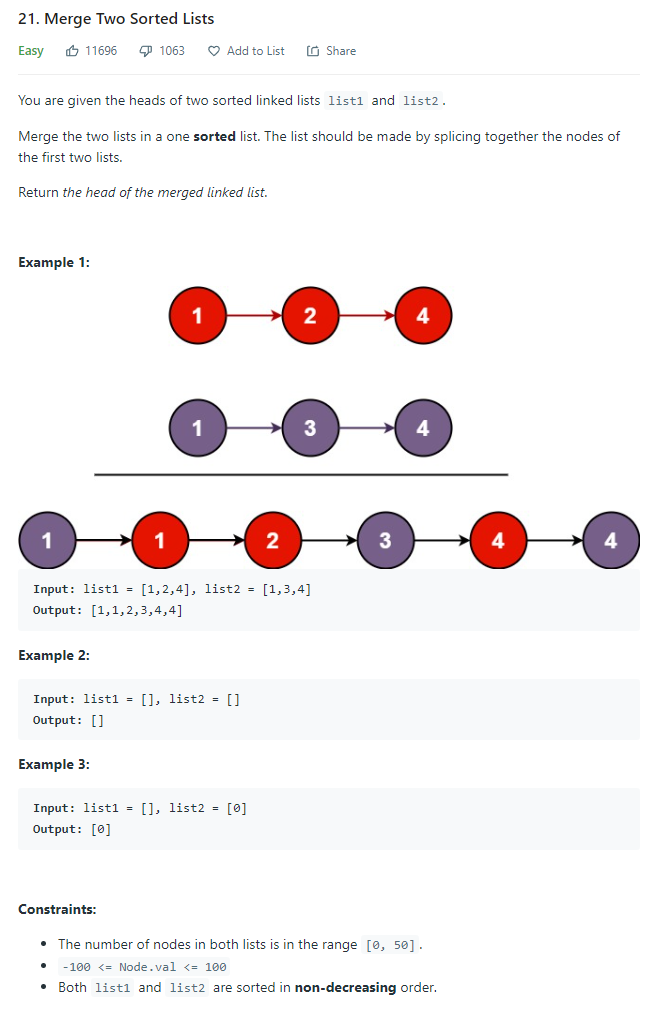 21. Merge Two Sorted Lists
Easy 11696 1063 Add to List Share
You are given the heads of two sorted linked lists list1 and list2.
Merge the two lists in a one sorted list. The list should be made by splicing together the nodes of
the first two lists.
Return the head of the merged linked list.
Example 1:
1 2 4
1 3 4
1 1 2 3 4 4
Input: list1 = [1,2,4], list2 = [1,3,4]
Output: [1,1,2,3,4,4]
Example 2:
Input: list1 = [], list2 = []
Output: []
Example 3:
Input: list1 = [], list2 = [0]
Output: [0]
Constraints:
• The number of nodes in both lists is in the range [0, 50].
• -100 <= Node.val <= 100
• Both list1 and list2 are sorted in non-decreasing order.